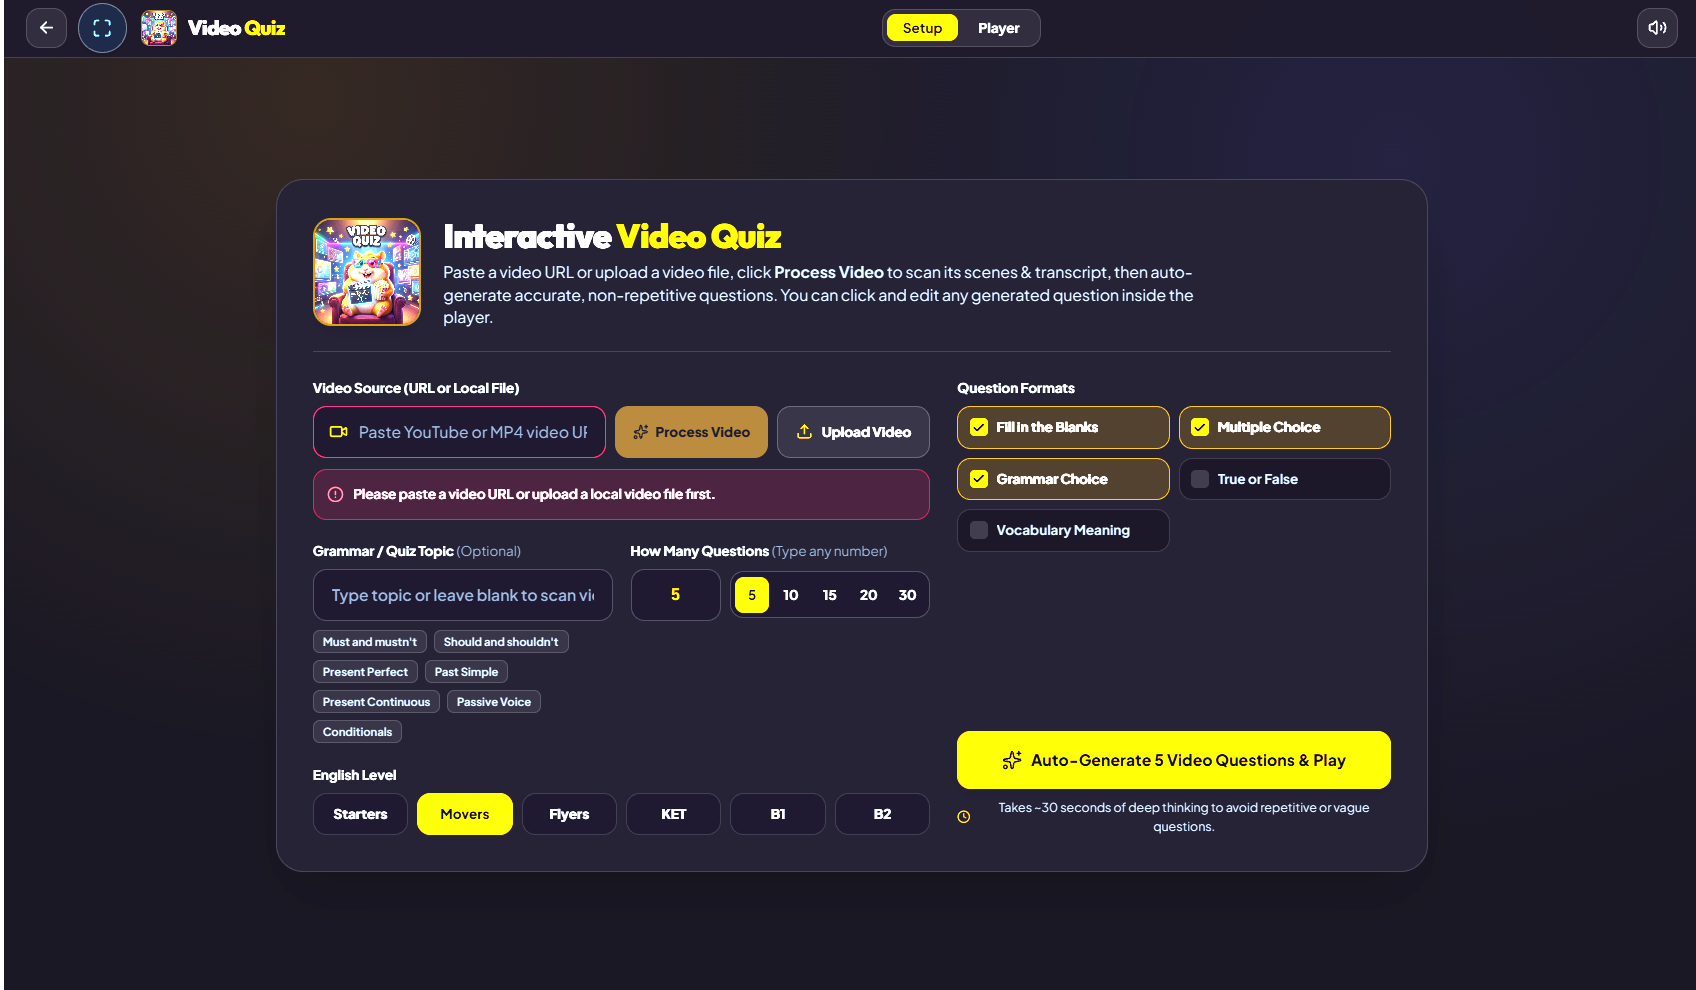 Video Quiz
Setup
Player
VIDEO
QUIZ
Interactive Video Quiz
Paste a video URL or upload a video file, click Process Video to scan its scenes & transcript, then auto-
generate accurate, non-repetitive questions. You can click and edit any generated question inside the
player.
Video Source (URL or Local File)
Paste YouTube or MP4 video
Process Video
Upload Video
Please paste a video URL or upload a local video file first.
Grammar / Quiz Topic (Optional)
Type topic or leave blank to scan
Must and mustn't
Should and shouldn't
Present Perfect
Past Simple
Present Continuous
Passive Voice
Conditionals
How Many Questions (Type any number)
5
5
10
15
20
30
English Level
Starters
Movers
Flyers
KET
B1
B2
Question Formats
Fill in the Blanks
Multiple Choice
Grammar Choice
True or False
Vocabulary Meaning
Auto-Generate 5 Video Questions & Play
Takes ~30 seconds of deep thinking to avoid repetitive or vague
questions.